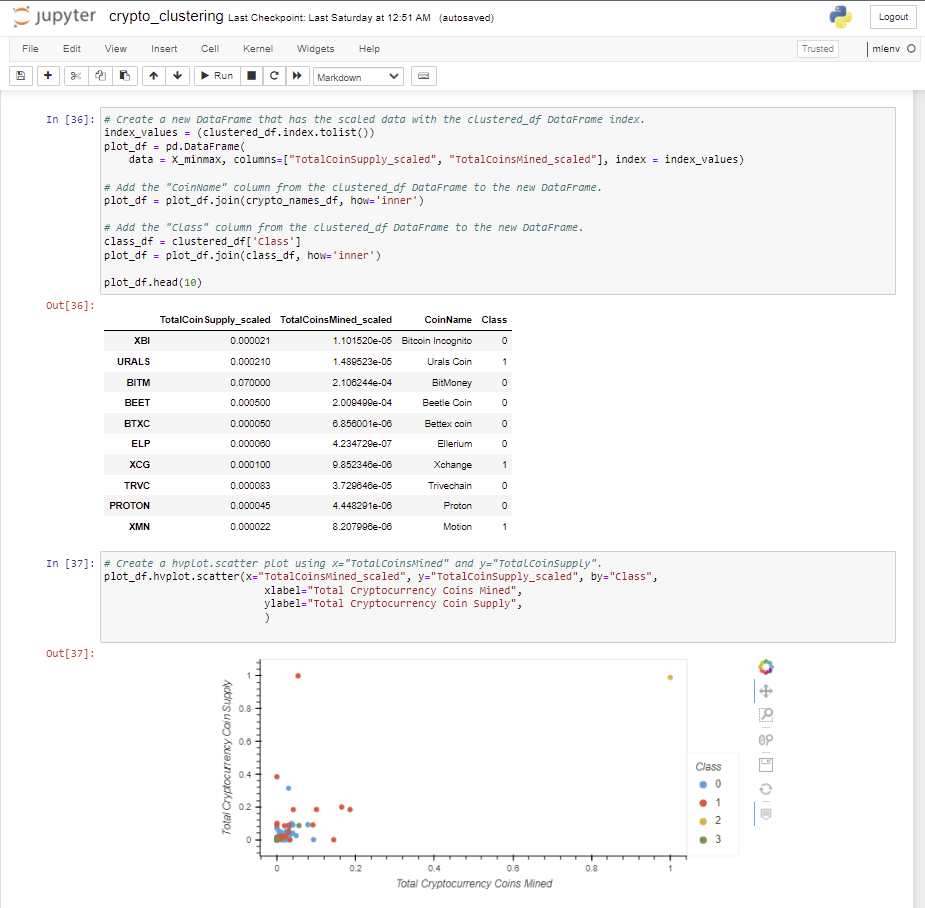 jupyter crypto_clustering Last Checkpoint: Last Saturday at 12:51 AM (autosaved)
Logout
File Edit View Insert Cell Kernel Widgets Help
Trusted
mlenv
Run
Markdown
In [36]:
# Create a new DataFrame that has the scaled data with the clustered_df DataFrame index.
index_values = (clustered_df.index.tolist())
plot_df = pd.DataFrame(
    data = X_minmax, columns=["TotalCoinSupply_scaled", "TotalCoinsMined_scaled"], index = index_values)
# Add the "CoinName" column from the clustered_df DataFrame to the new DataFrame.
plot_df = plot_df.join(crypto_names_df, how='inner')
# Add the "Class" column from the clustered_df DataFrame to the new DataFrame.
class_df = clustered_df['Class']
plot_df = plot_df.join(class_df, how='inner')
plot_df.head(10)
Out[36]:
TotalCoinSupply_scaled TotalCoinsMined_scaled CoinName Class
XBI 0.000021 1.101520e-05 Bitcoin Incognito 0
URALS 0.000210 1.489523e-05 Urals Coin 1
BITM 0.070000 2.106244e-04 BitMoney 0
BEET 0.000500 2.009499e-04 Beetle Coin 0
BTXC 0.000050 6.856001e-06 Bettex coin 0
ELP 0.000060 4.234729e-07 Ellerium 0
XCG 0.000100 9.852346e-06 Xchange 1
TRVC 0.000083 3.729646e-05 Trivechain 0
PROTON 0.000045 4.448291e-06 Proton 0
XMN 0.000022 8.207996e-06 Motion 1
In [37]:
# Create a hvplot.scatter plot using x="TotalCoinsMined" and y="TotalCoinSupply".
plot_df.hvplot.scatter(x="TotalCoinsMined_scaled", y="TotalCoinSupply_scaled", by="Class",
                         xlabel="Total Cryptocurrency Coins Mined",
                         ylabel="Total Cryptocurrency Coin Supply",
                         )
Out[37]:
Total Cryptocurrency Coin Supply
1
0.8
0.6
0.4
0.2
0
0 0.2 0.4 0.6 0.8 1
Total Cryptocurrency Coins Mined
Class
0
1
2
3